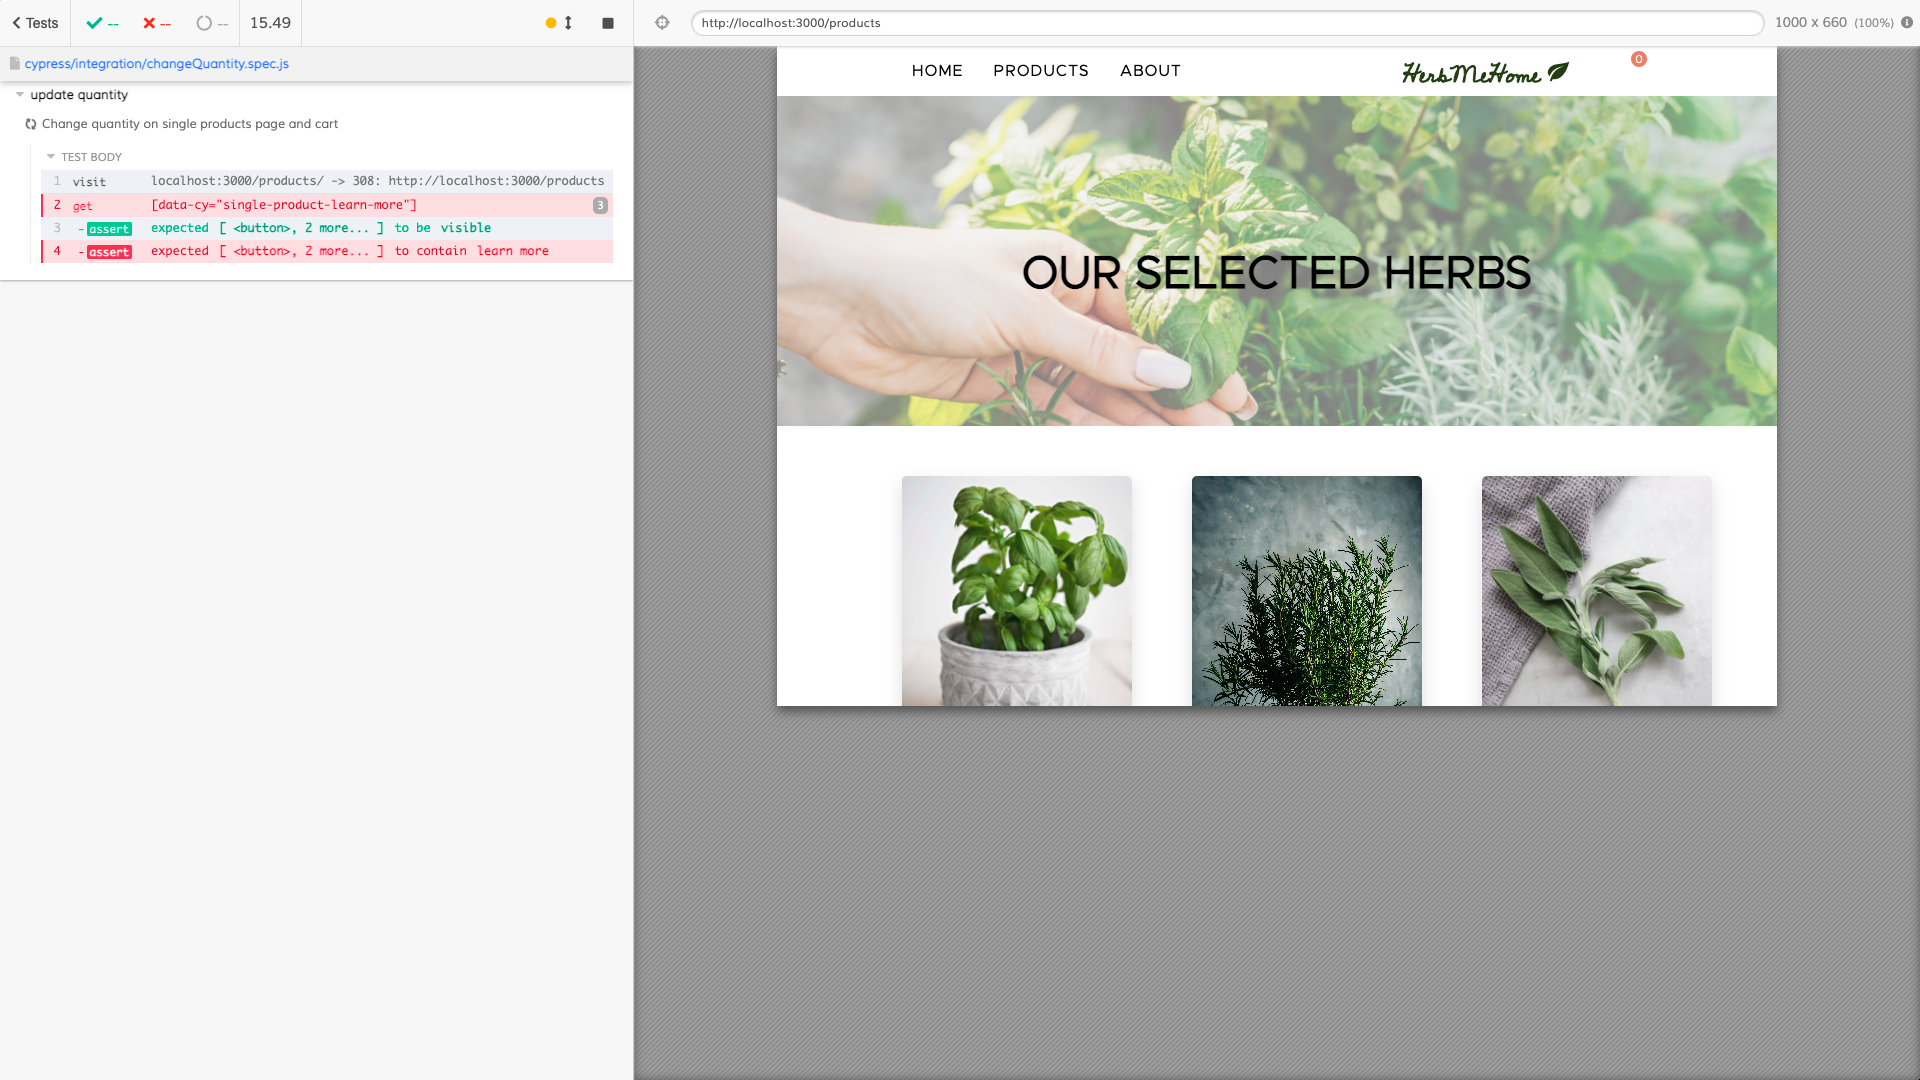 Tests
--
--
--
15.49
http://localhost:3000/products
1000 x 660 (100%)
cypress/integration/changeQuantity.spec.js
update quantity
Change quantity on single products page and cart
TEST BODY
1 visit localhost:3000/products/ -> 308: http://localhost:3000/products
2 get [data-cy="single-product-learn-more"] 3
3 -assert expected [ <button>, 2 more... ] to be visible
4 -assert expected [ <button>, 2 more... ] to contain learn more
HOME PRODUCTS ABOUT
HerbMeHome
0
OUR SELECTED HERBS